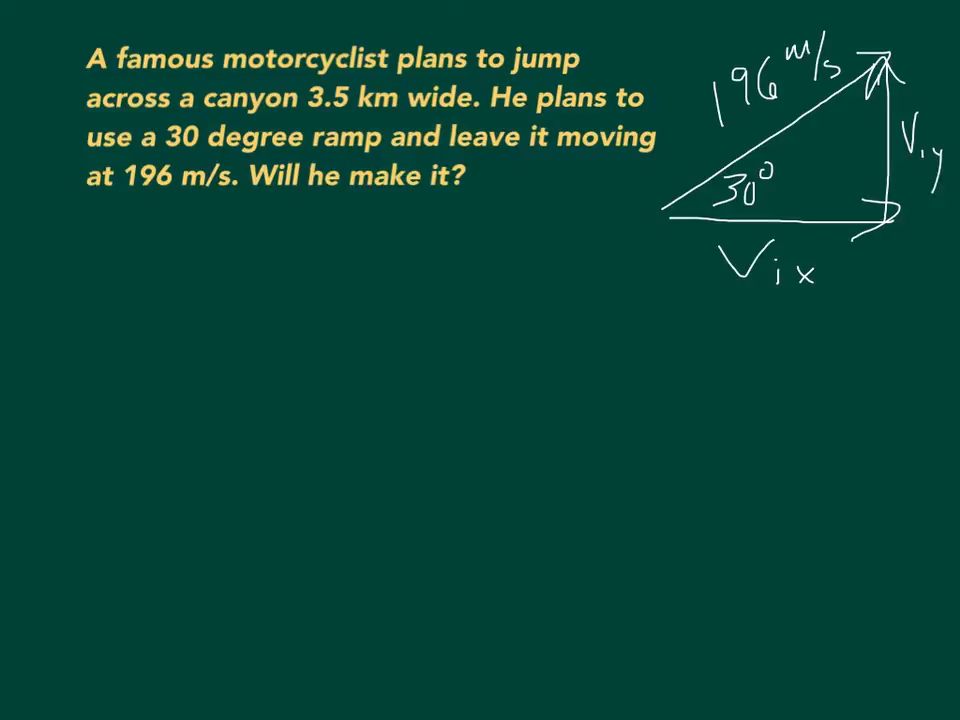 A famous motorcyclist plans to jump
across a canyon 3.5 km wide. He plans to
use a 30 degree ramp and leave it moving
at 196 m/s. Will he make it?
196 m/s
30°
Viy
Vix